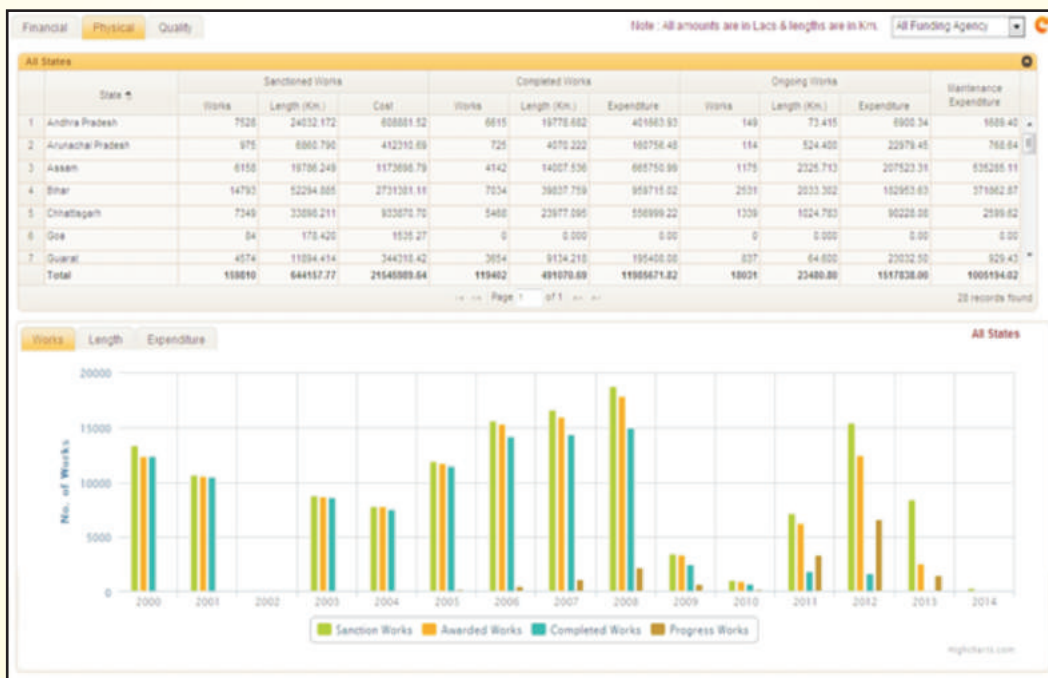 Financial Physical Quality Note : All amounts are in Lacs & lengths are in Km. All Funding Agency
All States
State Sanctioned Works Completed Works Ongoing Works Maintenance Expenditure
Works Length (Km.) Cost Works Length (Km.) Expenditure Works Length (Km.) Expenditure
1 Andhra Pradesh 7528 24032.172 608881.52 6615 19778.682 401663.93 149 73.415 6900.34 1689.40
2 Arunachal Pradesh 975 6860.790 412310.69 725 4070.222 160756.48 114 524.400 22979.45 768.64
3 Assam 6158 19786.249 1173698.79 4142 14007.536 665750.99 1175 2325.713 207523.31 535285.11
4 Bihar 14793 52294.885 2731381.11 7034 39837.759 959715.02 2531 2033.302 182953.63 371862.87
5 Chhattisgarh 7349 33898.211 933870.70 5468 23977.095 556999.22 1339 1024.783 90228.08 2599.62
6 Goa 84 178.420 1535.27 0 0.000 0.00 0 0.000 0.00 0.00
7 Gujarat 4574 11894.414 344318.42 3654 9134.218 195408.08 837 64.600 23032.50 929.43
Total 158810 644157.77 21545989.64 119402 491070.69 11985671.82 18031 23480.80 1517838.00 1005194.02
Page 1 of 1 28 records found
Works Length Expenditure All States
No. of Works
20000
15000
10000
5000
0
2000 2001 2002 2003 2004 2005 2006 2007 2008 2009 2010 2011 2012 2013 2014
Sanction Works Awarded Works Completed Works Progress Works
Highcharts.com